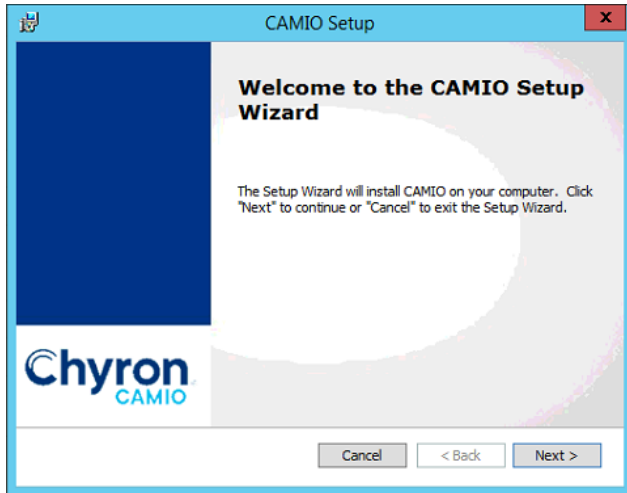 CAMIO Setup
x
Welcome to the CAMIO Setup
Wizard
The Setup Wizard will install CAMIO on your computer. Click
"Next" to continue or "Cancel" to exit the Setup Wizard.
Chyron
CAMIO
Cancel
< Back
Next >